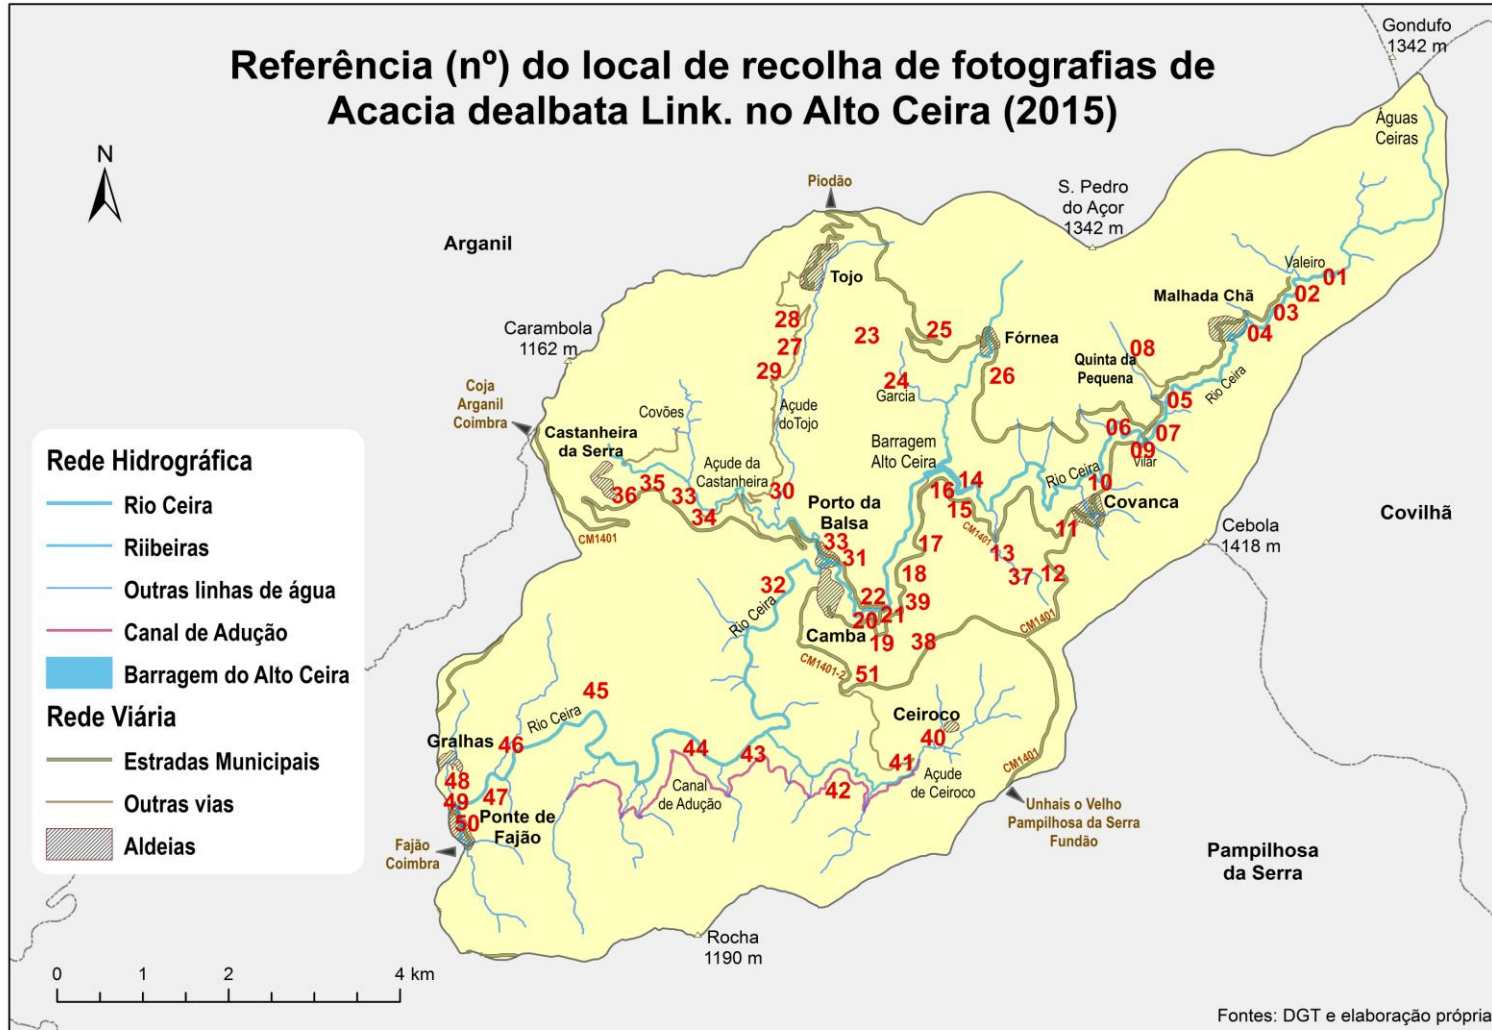 Referência (nº) do local de recolha de fotografias de
Acacia dealbata Link. no Alto Ceira (2015)
Gondufo
1342 m
Águas
Ceiras
N
Piodão
S. Pedro
do Açor
1342 m
Arganil
Valeiro
01
Tojo
Malhada Chã
02
03
04
28
23
25
Fórnea
Carambola
1162 m
27
08
Quinta da
Pequena
29
24
26
Rio Ceira
Coja
Arganil
Coimbra
Garcia
05
Covões
Açude
doTojo
06
07
Castanheira
da Serra
Barragem
Alto Ceira
09
Vilar
Açude da
Castanheira
Rio Ceira
36
35
33
30
16
14
10
Covanca
34
Porto da
Balsa
15
Cebola
1418 m
Covilhã
CM1401
CM1401
11
33
31
17
13
32
18
37
12
Rio Ceira
22
39
20
21
CM1401
Camba
19
38
CM1401-2
51
45
Rio Ceira
Ceiroco
40
Gralhas
46
44
43
41
CM1401
48
Canal
de Adução
42
Açude
de Ceiroco
49
47
50
Ponte de
Fajão
Unhais o Velho
Pampilhosa da Serra
Fundão
Fajão
Coimbra
Pampilhosa
da Serra
Rocha
1190 m
Rede Hidrográfica
Rio Ceira
Riibeiras
Outras linhas de água
Canal de Adução
Barragem do Alto Ceira
Rede Viária
Estradas Municipais
Outras vias
Aldeias
0 1 2 4 km
Fontes: DGT e elaboração própria